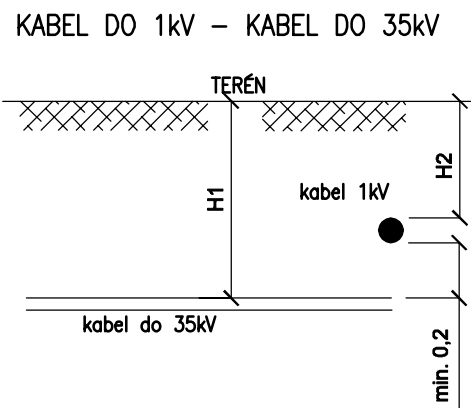 KABEL DO 1kV – KABEL DO 35kV
TERÉN
H1
H2
kabel 1kV
kabel do 35kV
min. 0,2